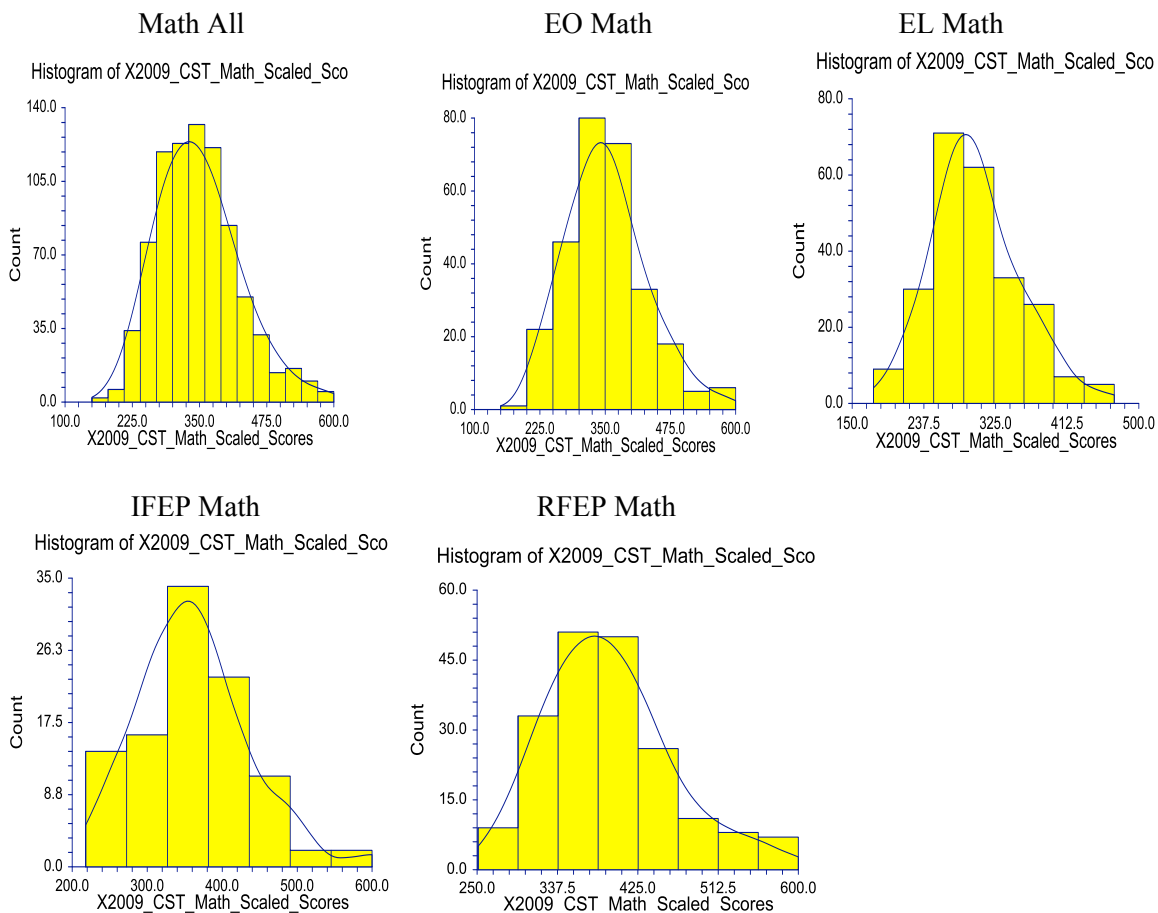 Math All
EO Math
EL Math
Histogram of X2009_CST_Math_Scaled_Sco
Histogram of X2009_CST_Math_Scaled_Sco
Histogram of X2009_CST_Math_Scaled_Sco
140.0
105.0
70.0
35.0
0.0
Count
100.0 225.0 350.0 475.0 600.0
X2009_CST_Math_Scaled_Scores
80.0
60.0
40.0
20.0
0.0
Count
100.0 225.0 350.0 475.0 600.0
X2009_CST_Math_Scaled_Scores
80.0
60.0
40.0
20.0
0.0
Count
150.0 237.5 325.0 412.5 500.0
X2009_CST_Math_Scaled_Scores
IFEP Math
RFEP Math
Histogram of X2009_CST_Math_Scaled_Sco
Histogram of X2009_CST_Math_Scaled_Sco
35.0
26.3
17.5
8.8
0.0
Count
200.0 300.0 400.0 500.0 600.0
X2009_CST_Math_Scaled_Scores
60.0
45.0
30.0
15.0
0.0
Count
250.0 337.5 425.0 512.5 600.0
X2009_CST_Math_Scaled_Scores